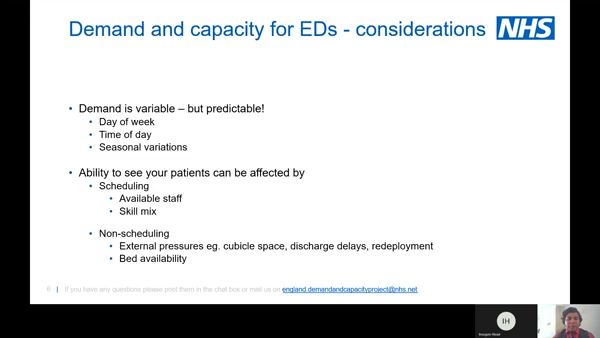 Demand and capacity for EDs - considerations
NHS
• Demand is variable – but predictable!
• Day of week
• Time of day
• Seasonal variations
• Ability to see your patients can be affected by
• Scheduling
• Available staff
• Skill mix
• Non-scheduling
• External pressures eg. cubicle space, discharge delays, redeployment
• Bed availability
6 | If you have any questions please post them in the chat box or mail us on england.demandandcapacityproject@nhs.net
IH